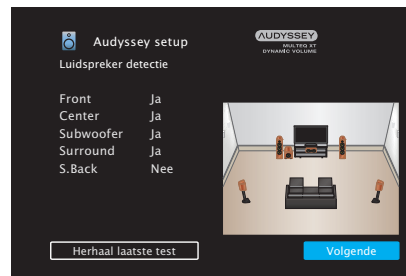 Audyssey setup
AUDYSSEY
MULTEQ XT
DYNAMIC VOLUME
Luidspreker detectie
Front Ja
Center Ja
Subwoofer Ja
Surround Ja
S.Back Nee
Herhaal laatste test
Volgende